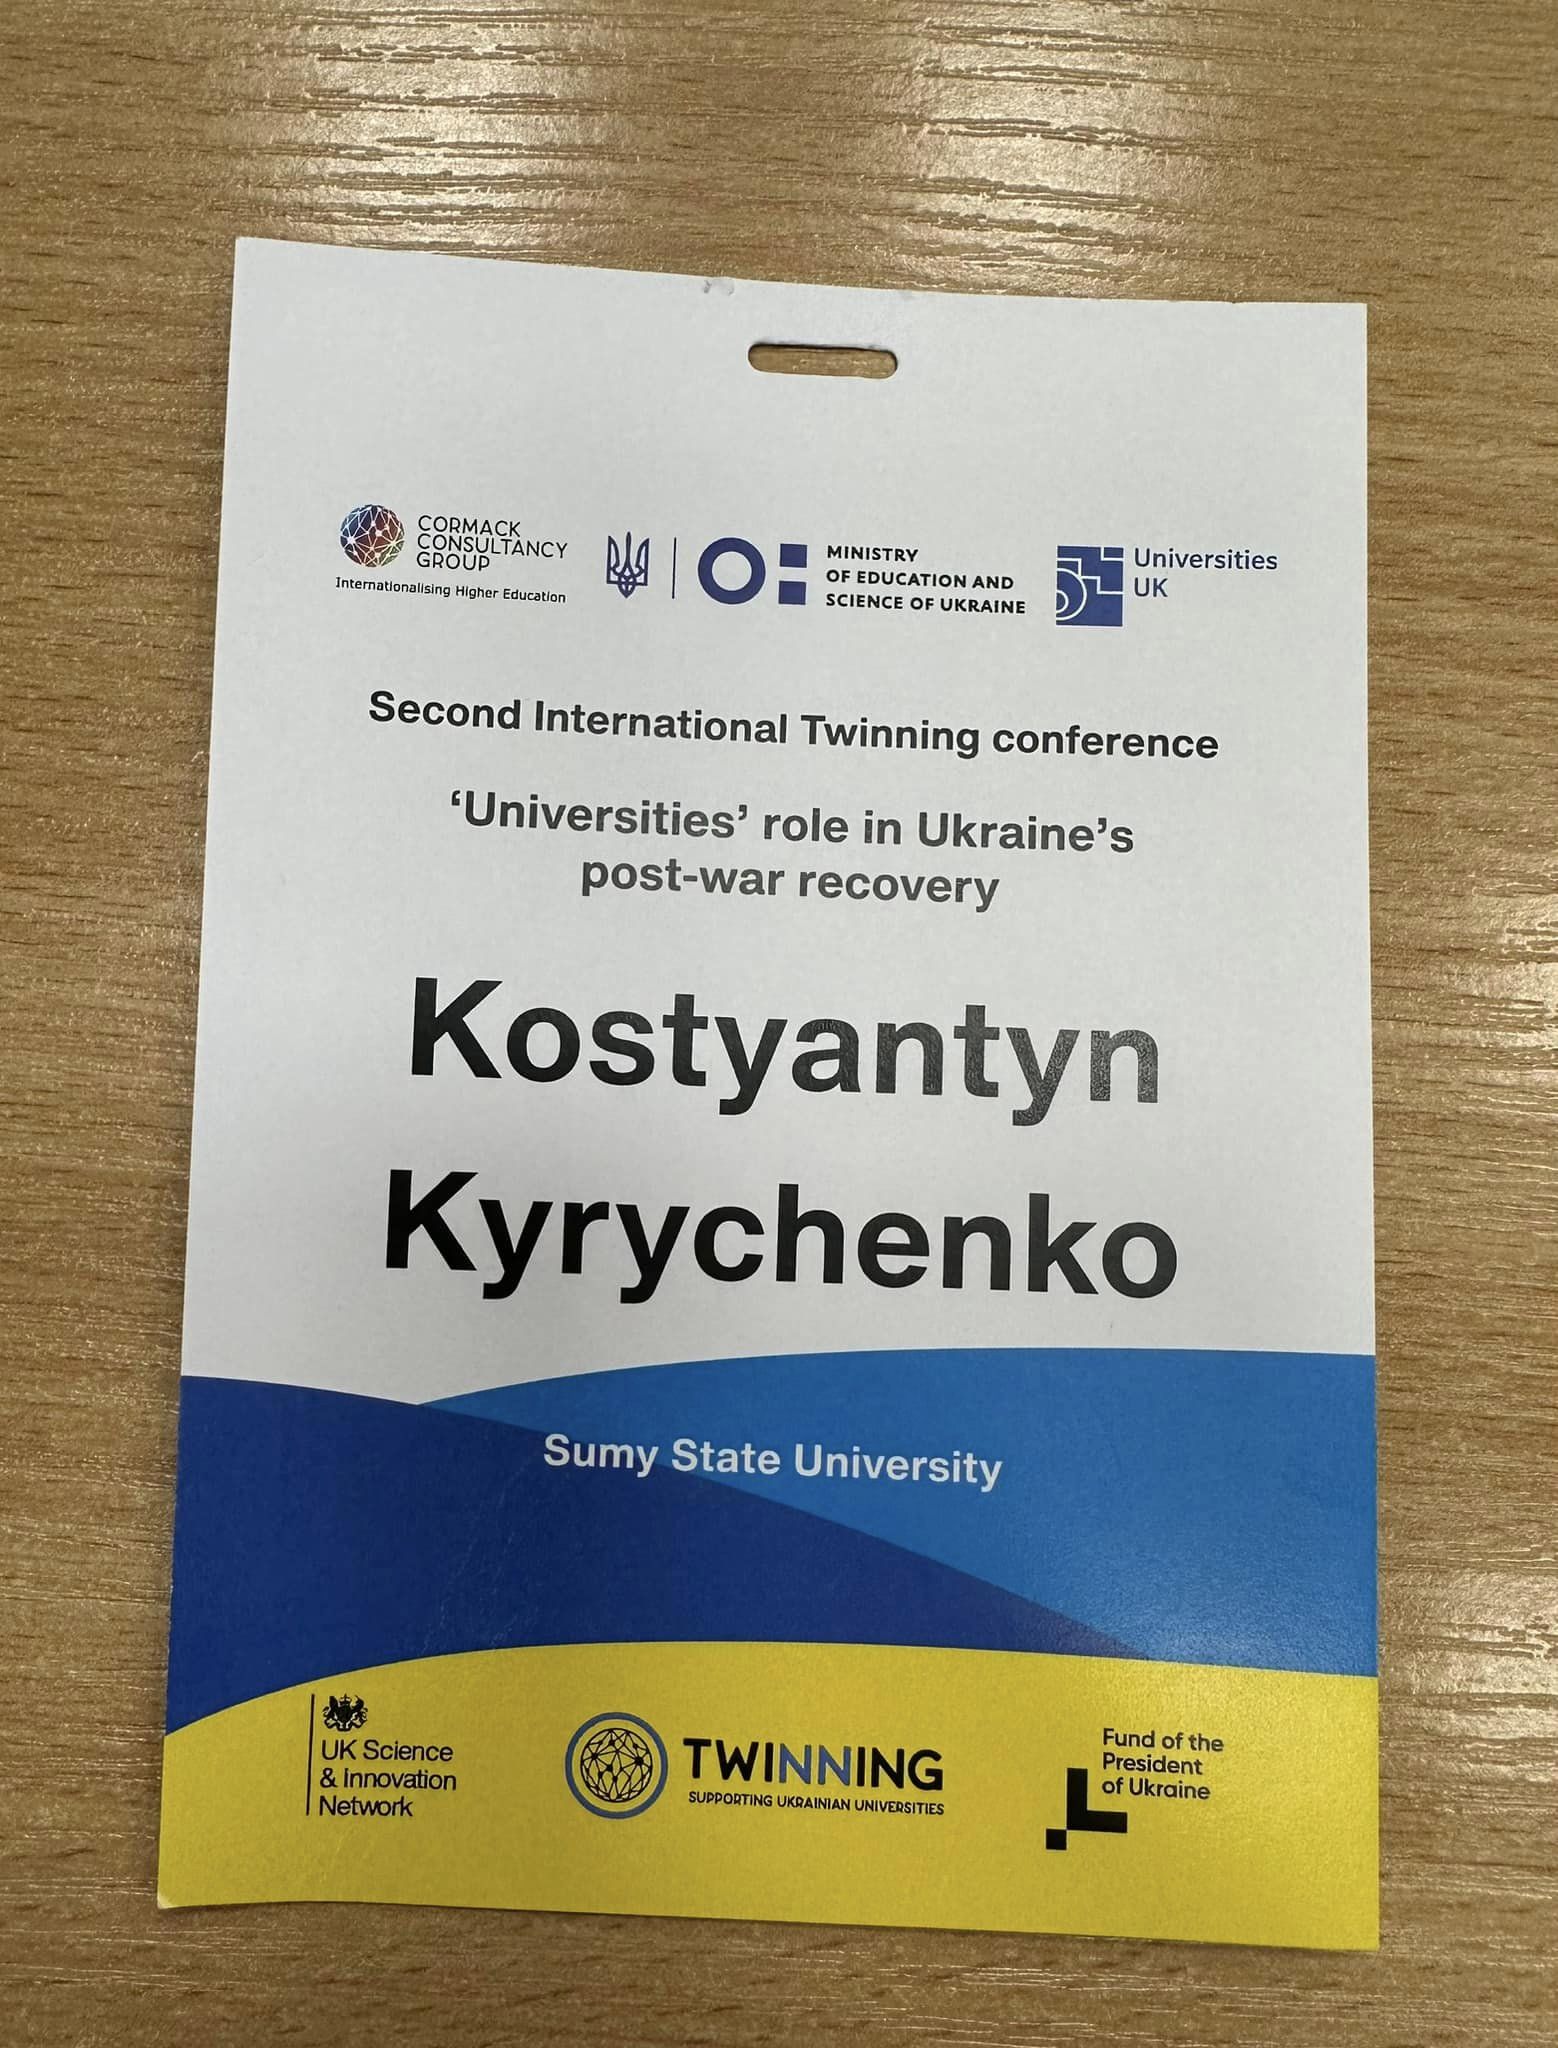 CORMACK
CONSULTANCY
GROUP
Internationalising Higher Education
MINISTRY
OF EDUCATION AND
SCIENCE OF UKRAINE
Universities
UK
Second International Twinning conference
‘Universities’ role in Ukraine’s
post-war recovery
Kostyantyn
Kyrychenko
Sumy State University
UK Science
& Innovation
Network
TWINNING
SUPPORTING UKRAINIAN UNIVERSITIES
Fund of the
President
of Ukraine